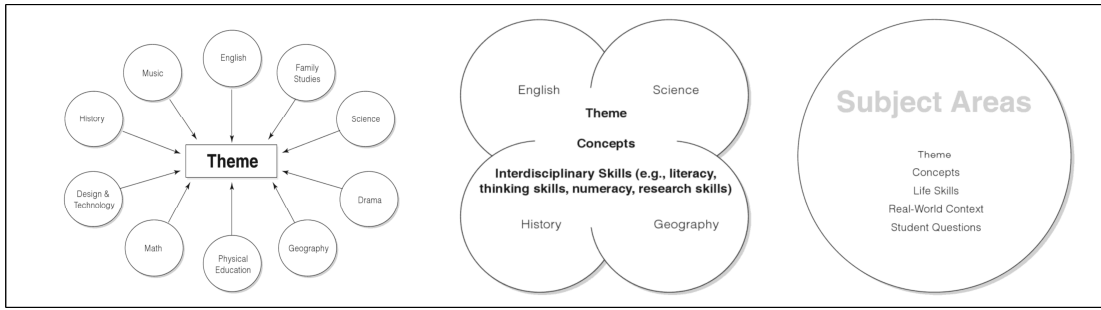 English
Music
Family
Studies
History
Science
Theme
Design &
Technology
Drama
Math
Physical
Education
Geography
English
Science
Theme
Concepts
Interdisciplinary Skills (e.g., literacy,
thinking skills, numeracy, research skills)
History
Geography
Subject Areas
Theme
Concepts
Life Skills
Real-World Context
Student Questions